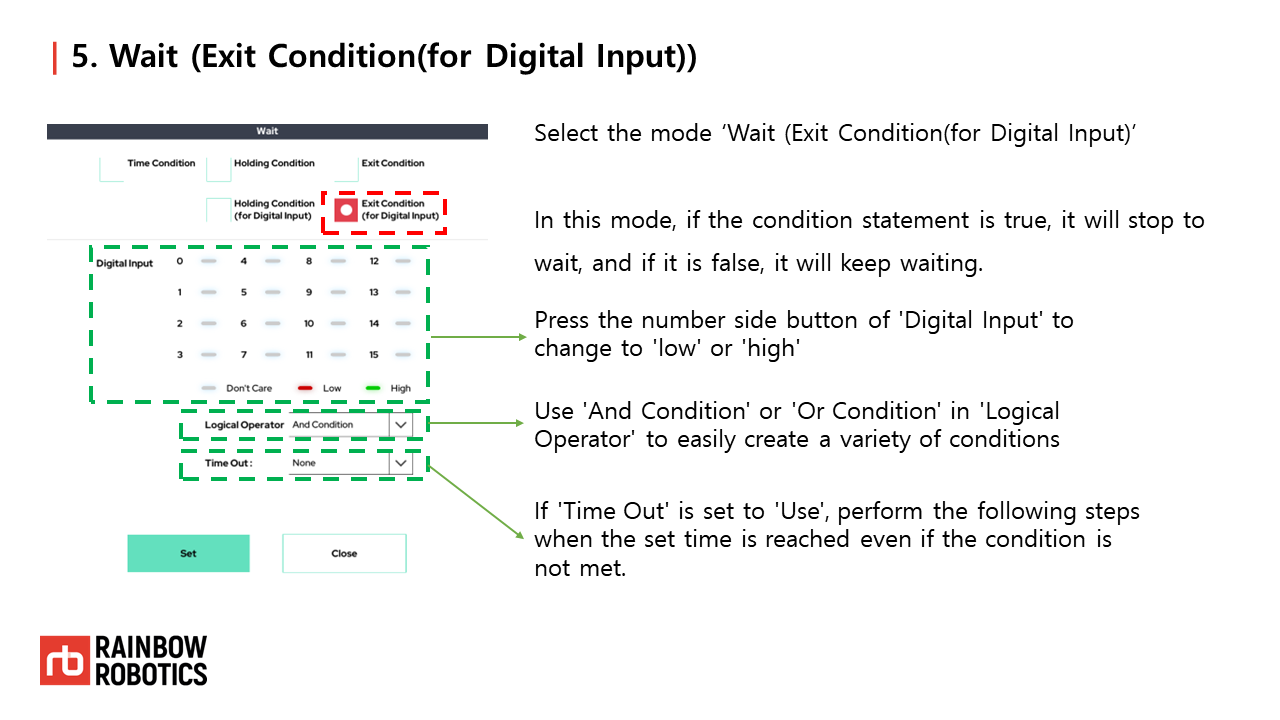 5. Wait (Exit Condition(for Digital Input))
Wait
Time Condition
Holding Condition
Exit Condition
Holding Condition
(for Digital Input)
Exit Condition
(for Digital Input)
Digital Input
0 4 8 12
1 5 9 13
2 6 10 14
3 7 11 15
Don't Care Low High
Logical Operator And Condition
Time Out : None
Set
Close
Select the mode ‘Wait (Exit Condition(for Digital Input)’
In this mode, if the condition statement is true, it will stop to
wait, and if it is false, it will keep waiting.
Press the number side button of 'Digital Input' to
change to 'low' or 'high'
Use 'And Condition' or 'Or Condition' in 'Logical
Operator' to easily create a variety of conditions
If 'Time Out' is set to 'Use', perform the following steps
when the set time is reached even if the condition is
not met.
rb
RAINBOW
ROBOTICS